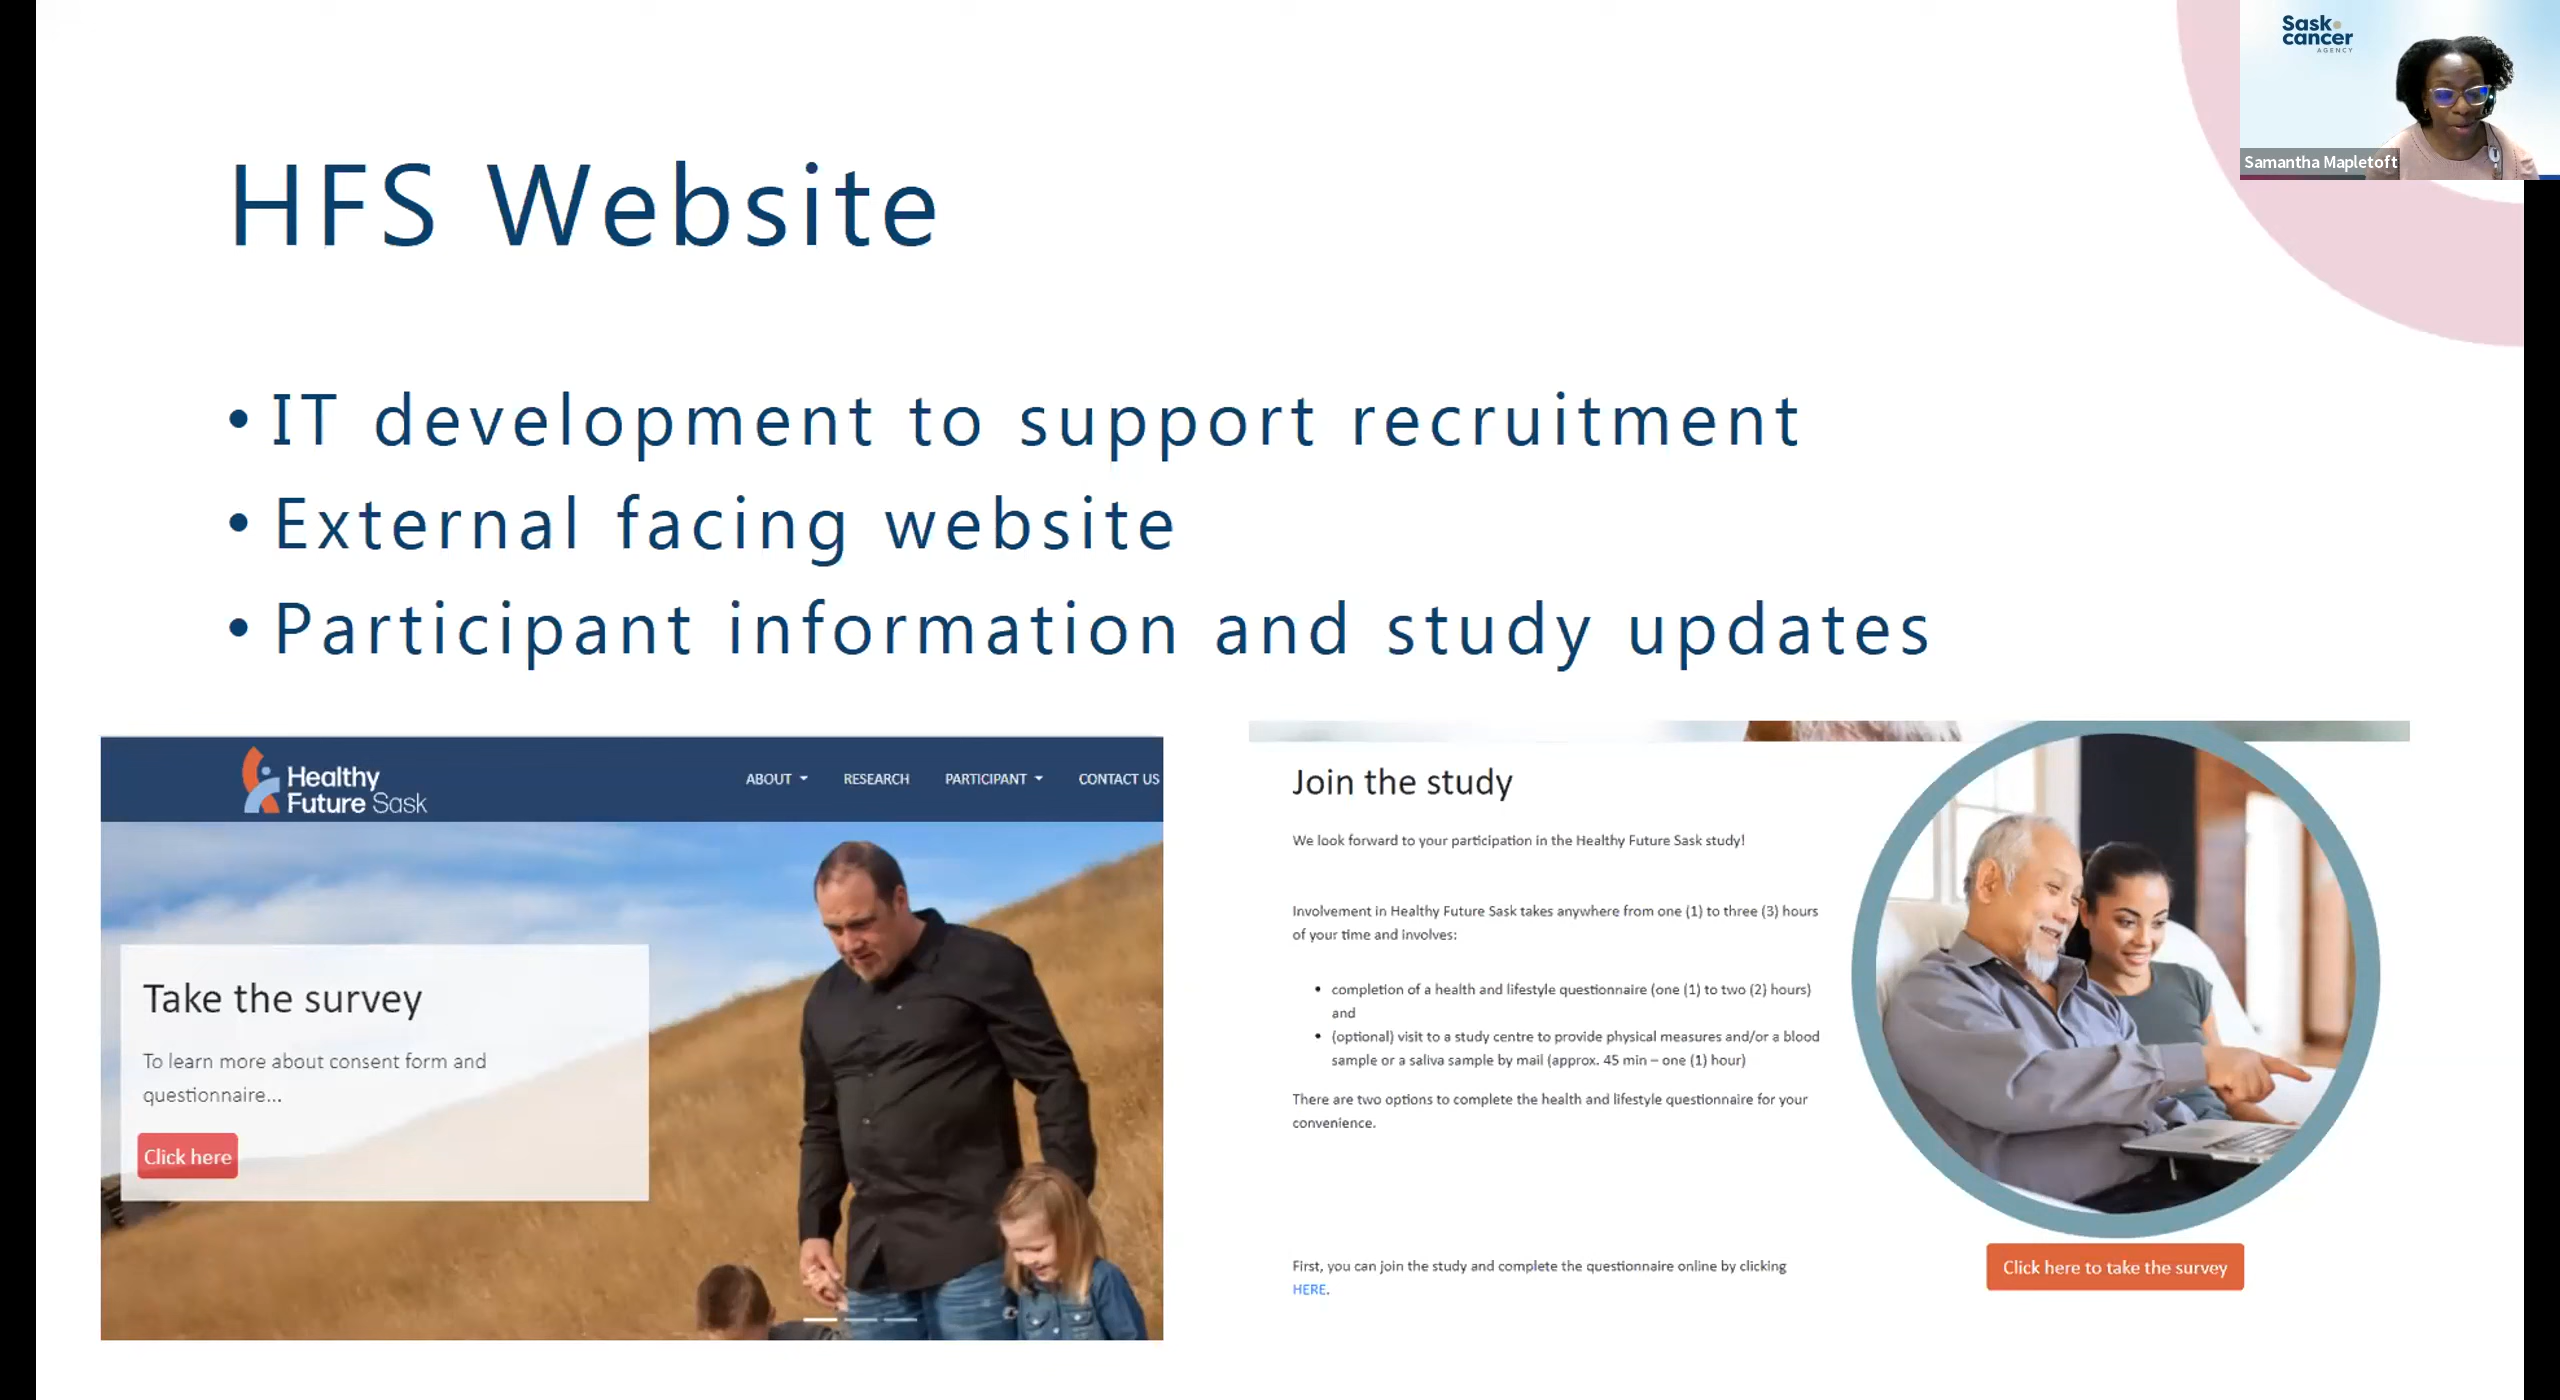 HFS Website
• IT development to support recruitment
• External facing website
• Participant information and study updates
Sask
cancer
AGENCY
Samantha Mapletoft
Healthy
Future Sask
ABOUT
RESEARCH
PARTICIPANT
CONTACT US
Take the survey
To learn more about consent form and
questionnaire...
Click here
Join the study
We look forward to your participation in the Healthy Future Sask study!
Involvement in Healthy Future Sask takes anywhere from one (1) to three (3) hours
of your time and involves:
• completion of a health and lifestyle questionnaire (one (1) to two (2) hours)
and
• (optional) visit to a study centre to provide physical measures and/or a blood
sample or a saliva sample by mail (approx. 45 min – one (1) hour)
There are two options to complete the health and lifestyle questionnaire for your
convenience.
First, you can join the study and complete the questionnaire online by clicking
HERE.
Click here to take the survey